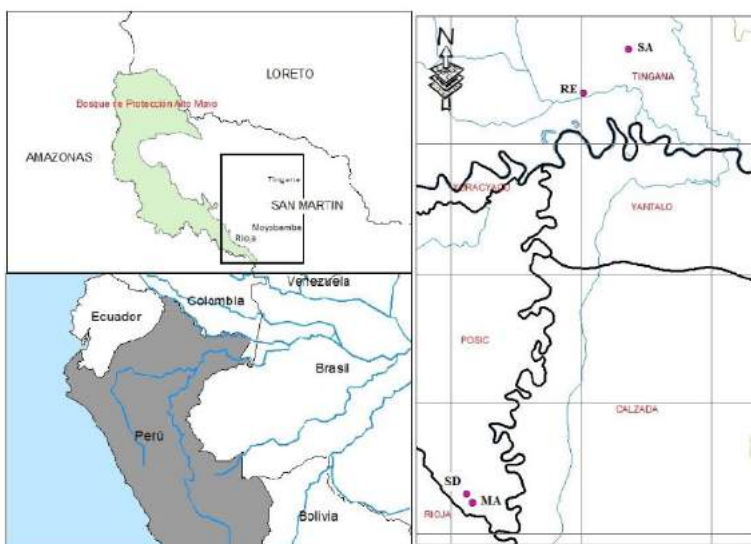 LORETO
Bosque de Protección Alto Mayo
AMAZONAS
Tingana
SAN MARTIN
Moyobamba
Rioja
Venezuela
Colombia
Ecuador
Brasil
Perú
Bolivia
N
SA
TINGANA
RE
YURACYACU
YANTALO
POSIC
CALZADA
SD
MA
RIOJA